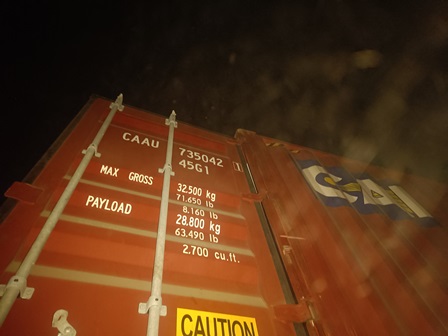 CAAU 735042 1
45G1
MAX GROSS 32.500 kg
71.650 lb
8.160 lb
PAYLOAD 28.800 kg
63.490 lb
2.700 cu.ft.
CAI
CAUTION